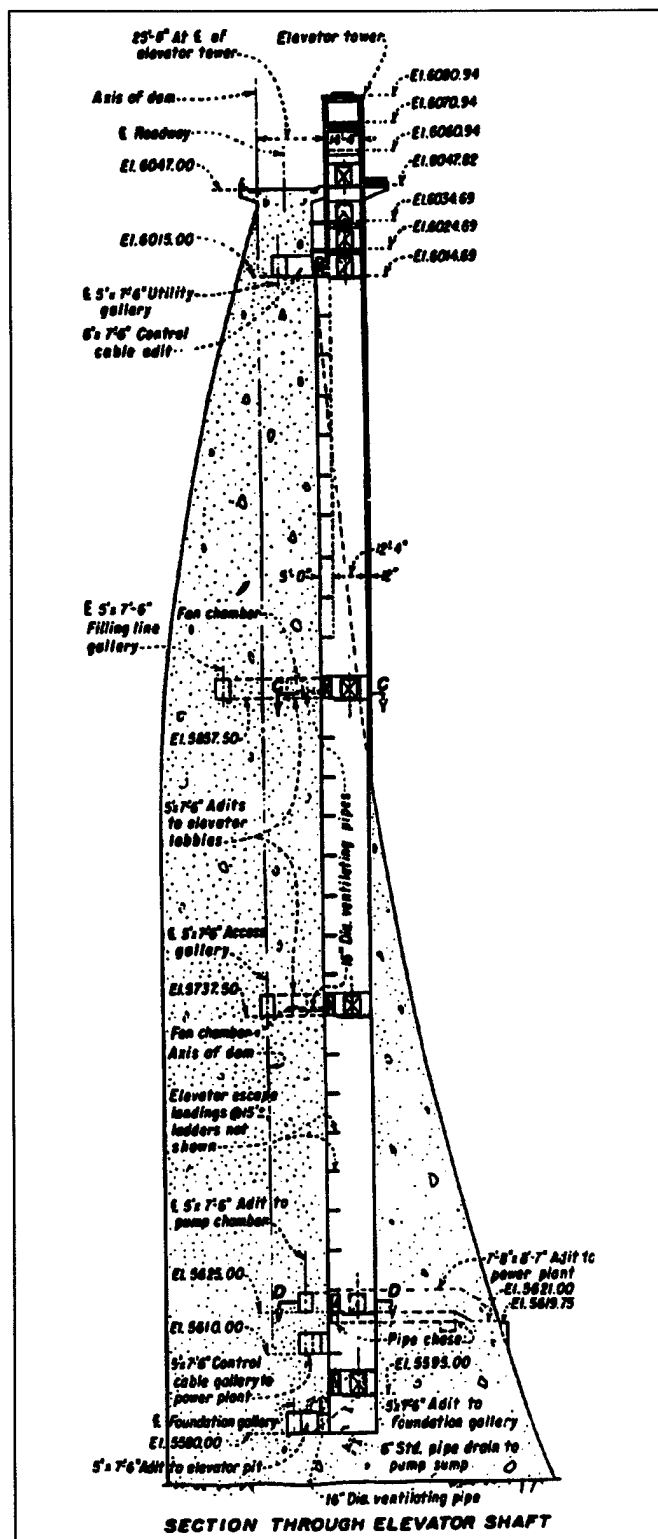 25'-6" At ℄ of
elevator tower
Elevator tower
Axis of dam
℄ Roadway
El. 6047.00
El. 6015.00
℄ 5'x 7'-6" Utility
gallery
6'x 7'-6" Control
cable adit
El. 6080.94
El. 6070.94
El. 6060.94
El. 6047.82
El. 6034.69
El. 6024.69
El. 6014.69
12'-4"
5'-0"
12"
℄ 5'x 7'-6"
Filling line
gallery
Fan chamber
C
C
El. 5857.50
5'x 7'-6" Adits
to elevator
lobbies
16" Dia. ventilating pipes
℄ 5'x 7'-6" Access
gallery
El. 5737.50
Fan chamber
Axis of dam
Elevator escape
landings @ 15'±
ladders not
shown
℄ 5'x 7'-6" Adit to
pump chamber
El. 5625.00
D
D
7'-8"x 8'-7" Adit to
power plant
El. 5621.00
El. 5619.75
El. 5610.00
Pipe chase
El. 5595.00
5'x 7'-6" Control
cable gallery to
power plant
5'x 7'-6" Adit to
foundation gallery
℄ Foundation gallery
El. 5580.00
6" Std. pipe drain to
pump sump
5'x 7'-6" Adit to elevator pit
16" Dia. ventilating pipe
SECTION THROUGH ELEVATOR SHAFT